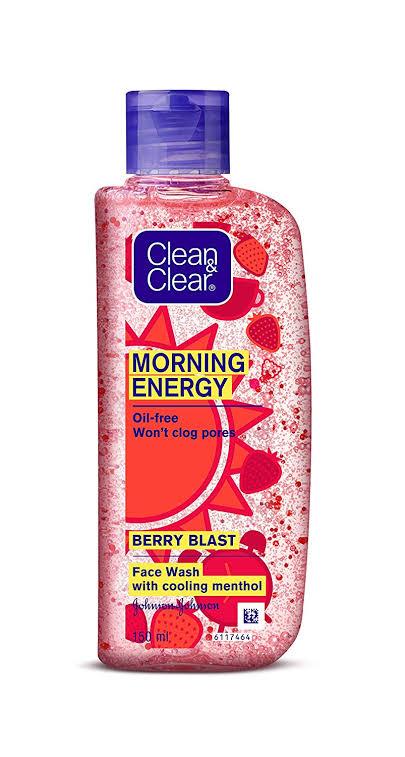 Clean
&
Clear®
MORNING
ENERGY
Oil-free
Won't clog pores
BERRY BLAST
Face Wash
with cooling menthol
Johnson & Johnson
150 ml
6117464